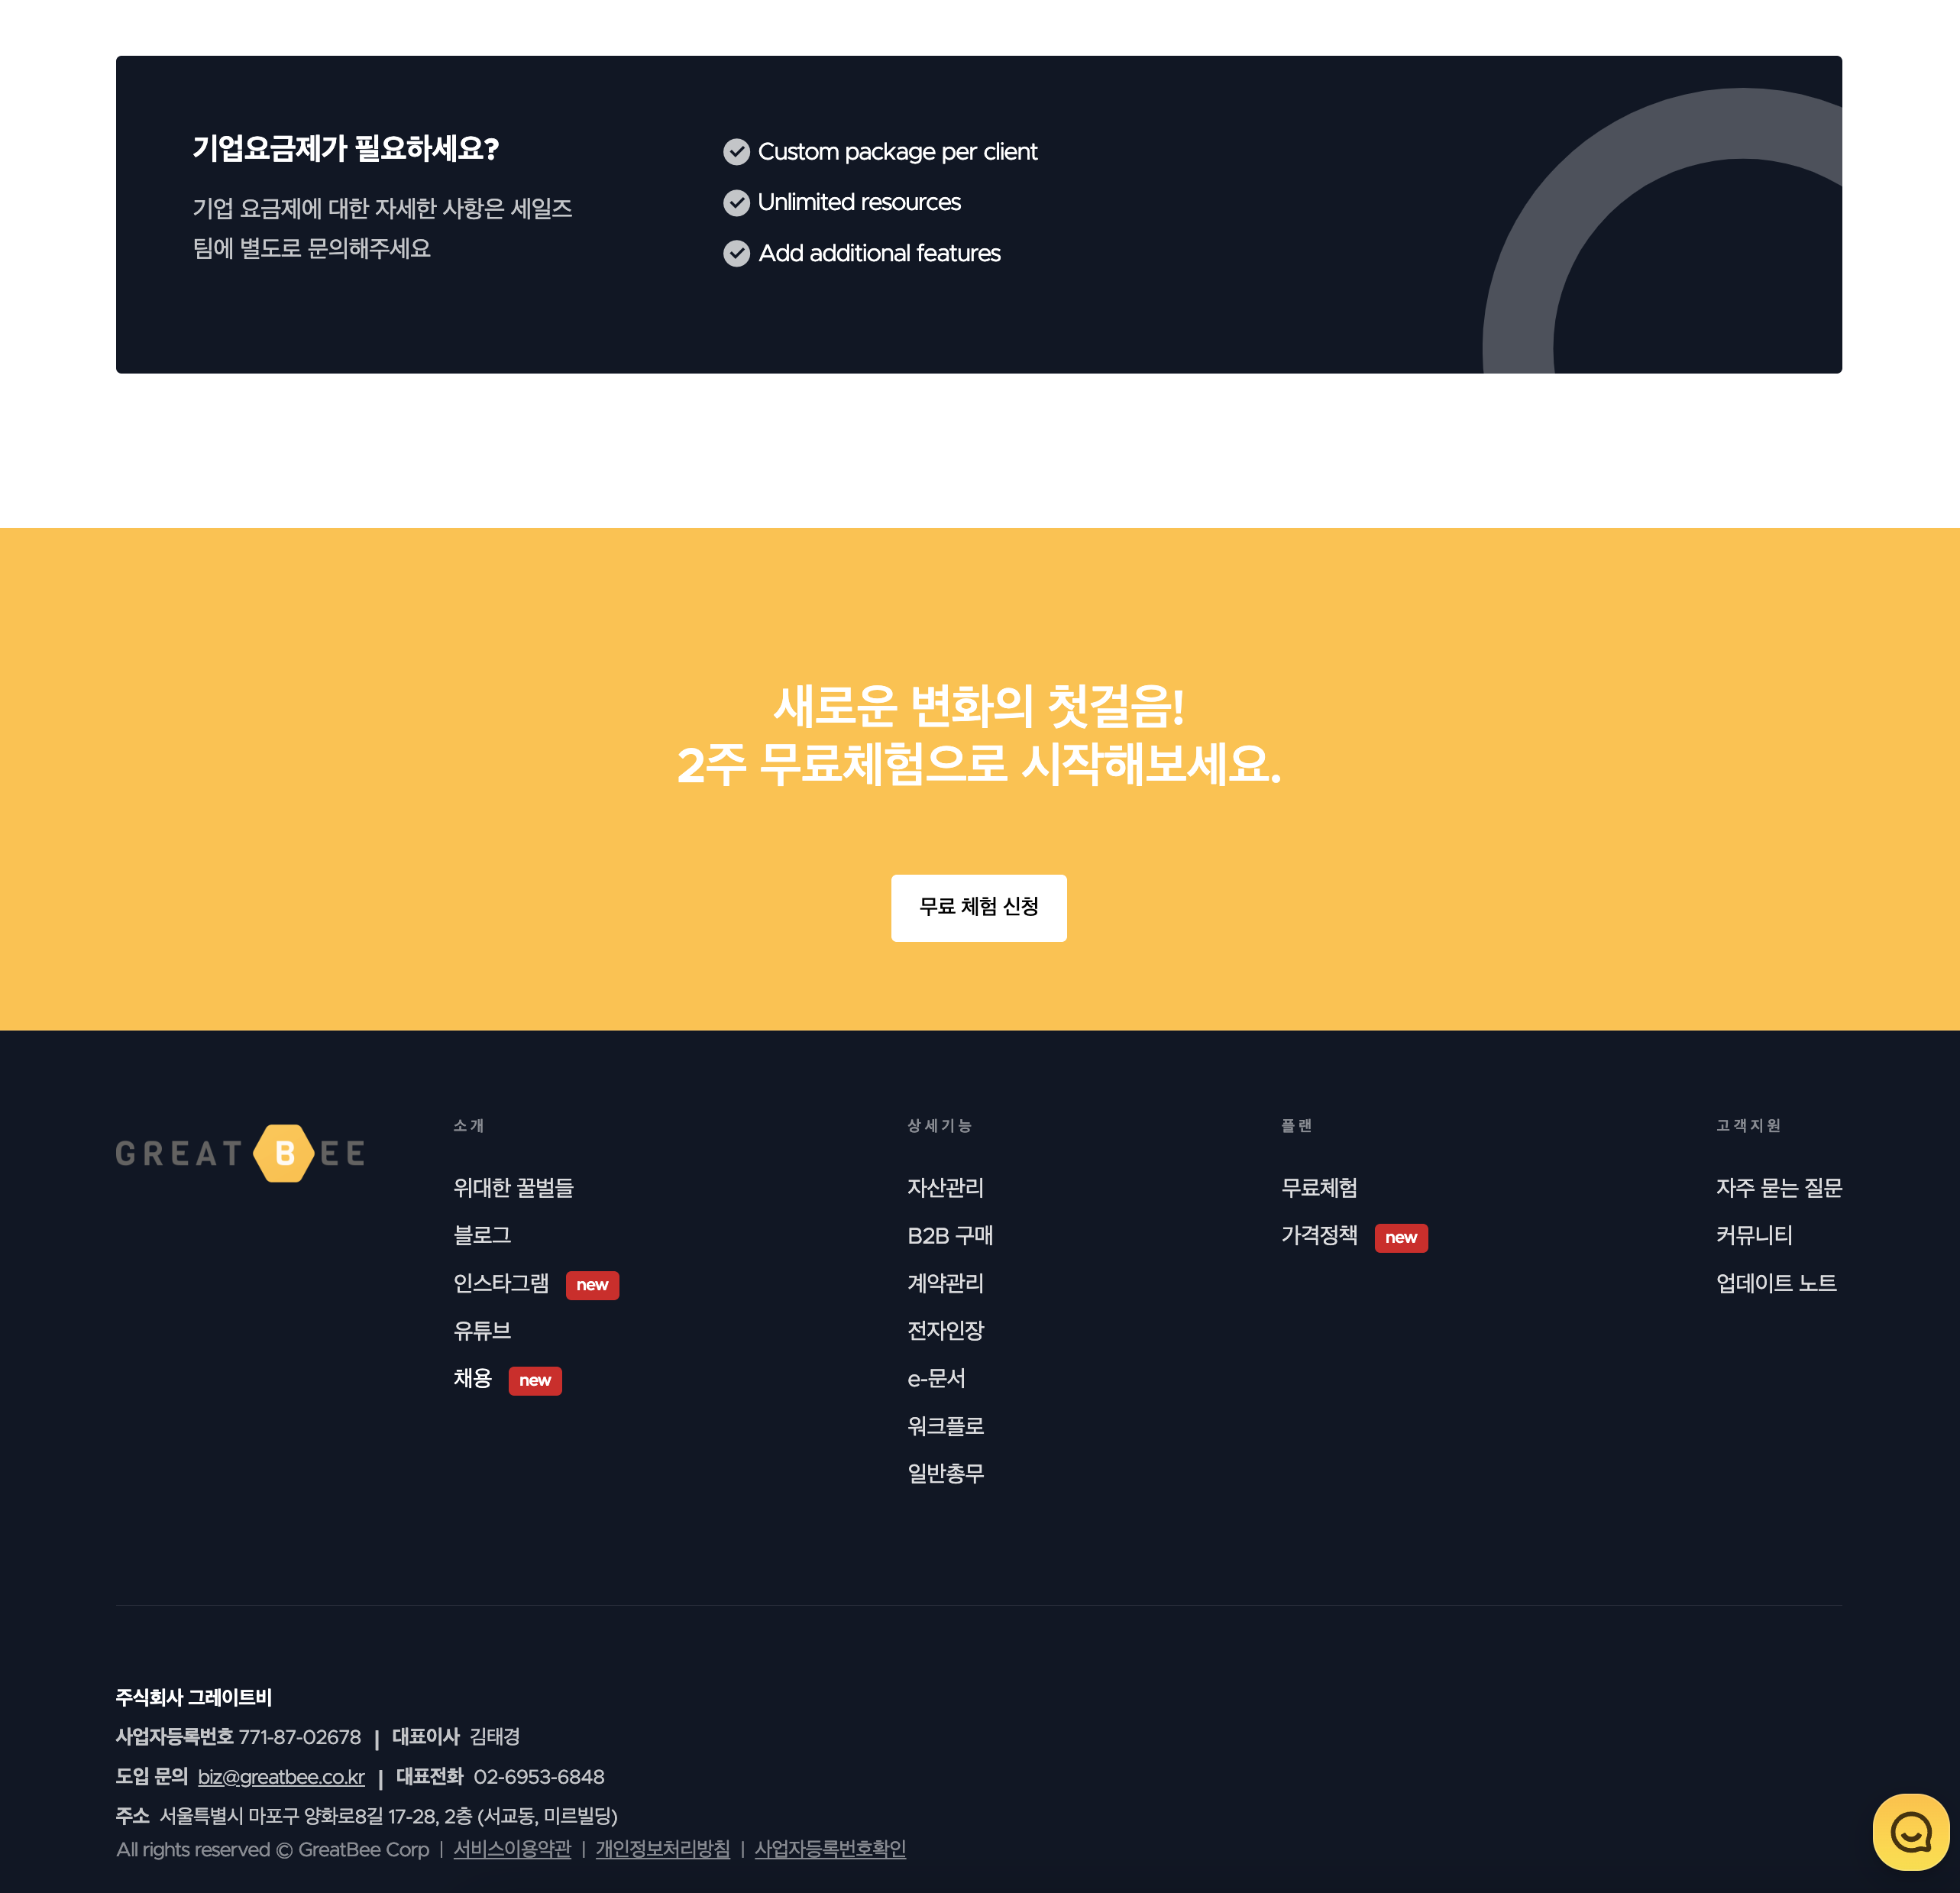 기업요금제가 필요하세요?
기업 요금제에 대한 자세한 사항은 세일즈
팀에 별도로 문의해주세요
Custom package per client
Unlimited resources
Add additional features
새로운 변화의 첫걸음!
2주 무료체험으로 시작해보세요.
무료 체험 신청
GREAT BEE
소개
위대한 꿀벌들
블로그
인스타그램 new
유튜브
채용 new
상세기능
자산관리
B2B 구매
계약관리
전자인장
e-문서
워크플로
일반총무
플랜
무료체험
가격정책 new
고객지원
자주 묻는 질문
커뮤니티
업데이트 노트
주식회사 그레이트비
사업자등록번호 771-87-02678 | 대표이사 김태경
도입 문의 biz@greatbee.co.kr | 대표전화 02-6953-6848
주소 서울특별시 마포구 양화로8길 17-28, 2층 (서교동, 미르빌딩)
All rights reserved © GreatBee Corp | 서비스이용약관 | 개인정보처리방침 | 사업자등록번호확인